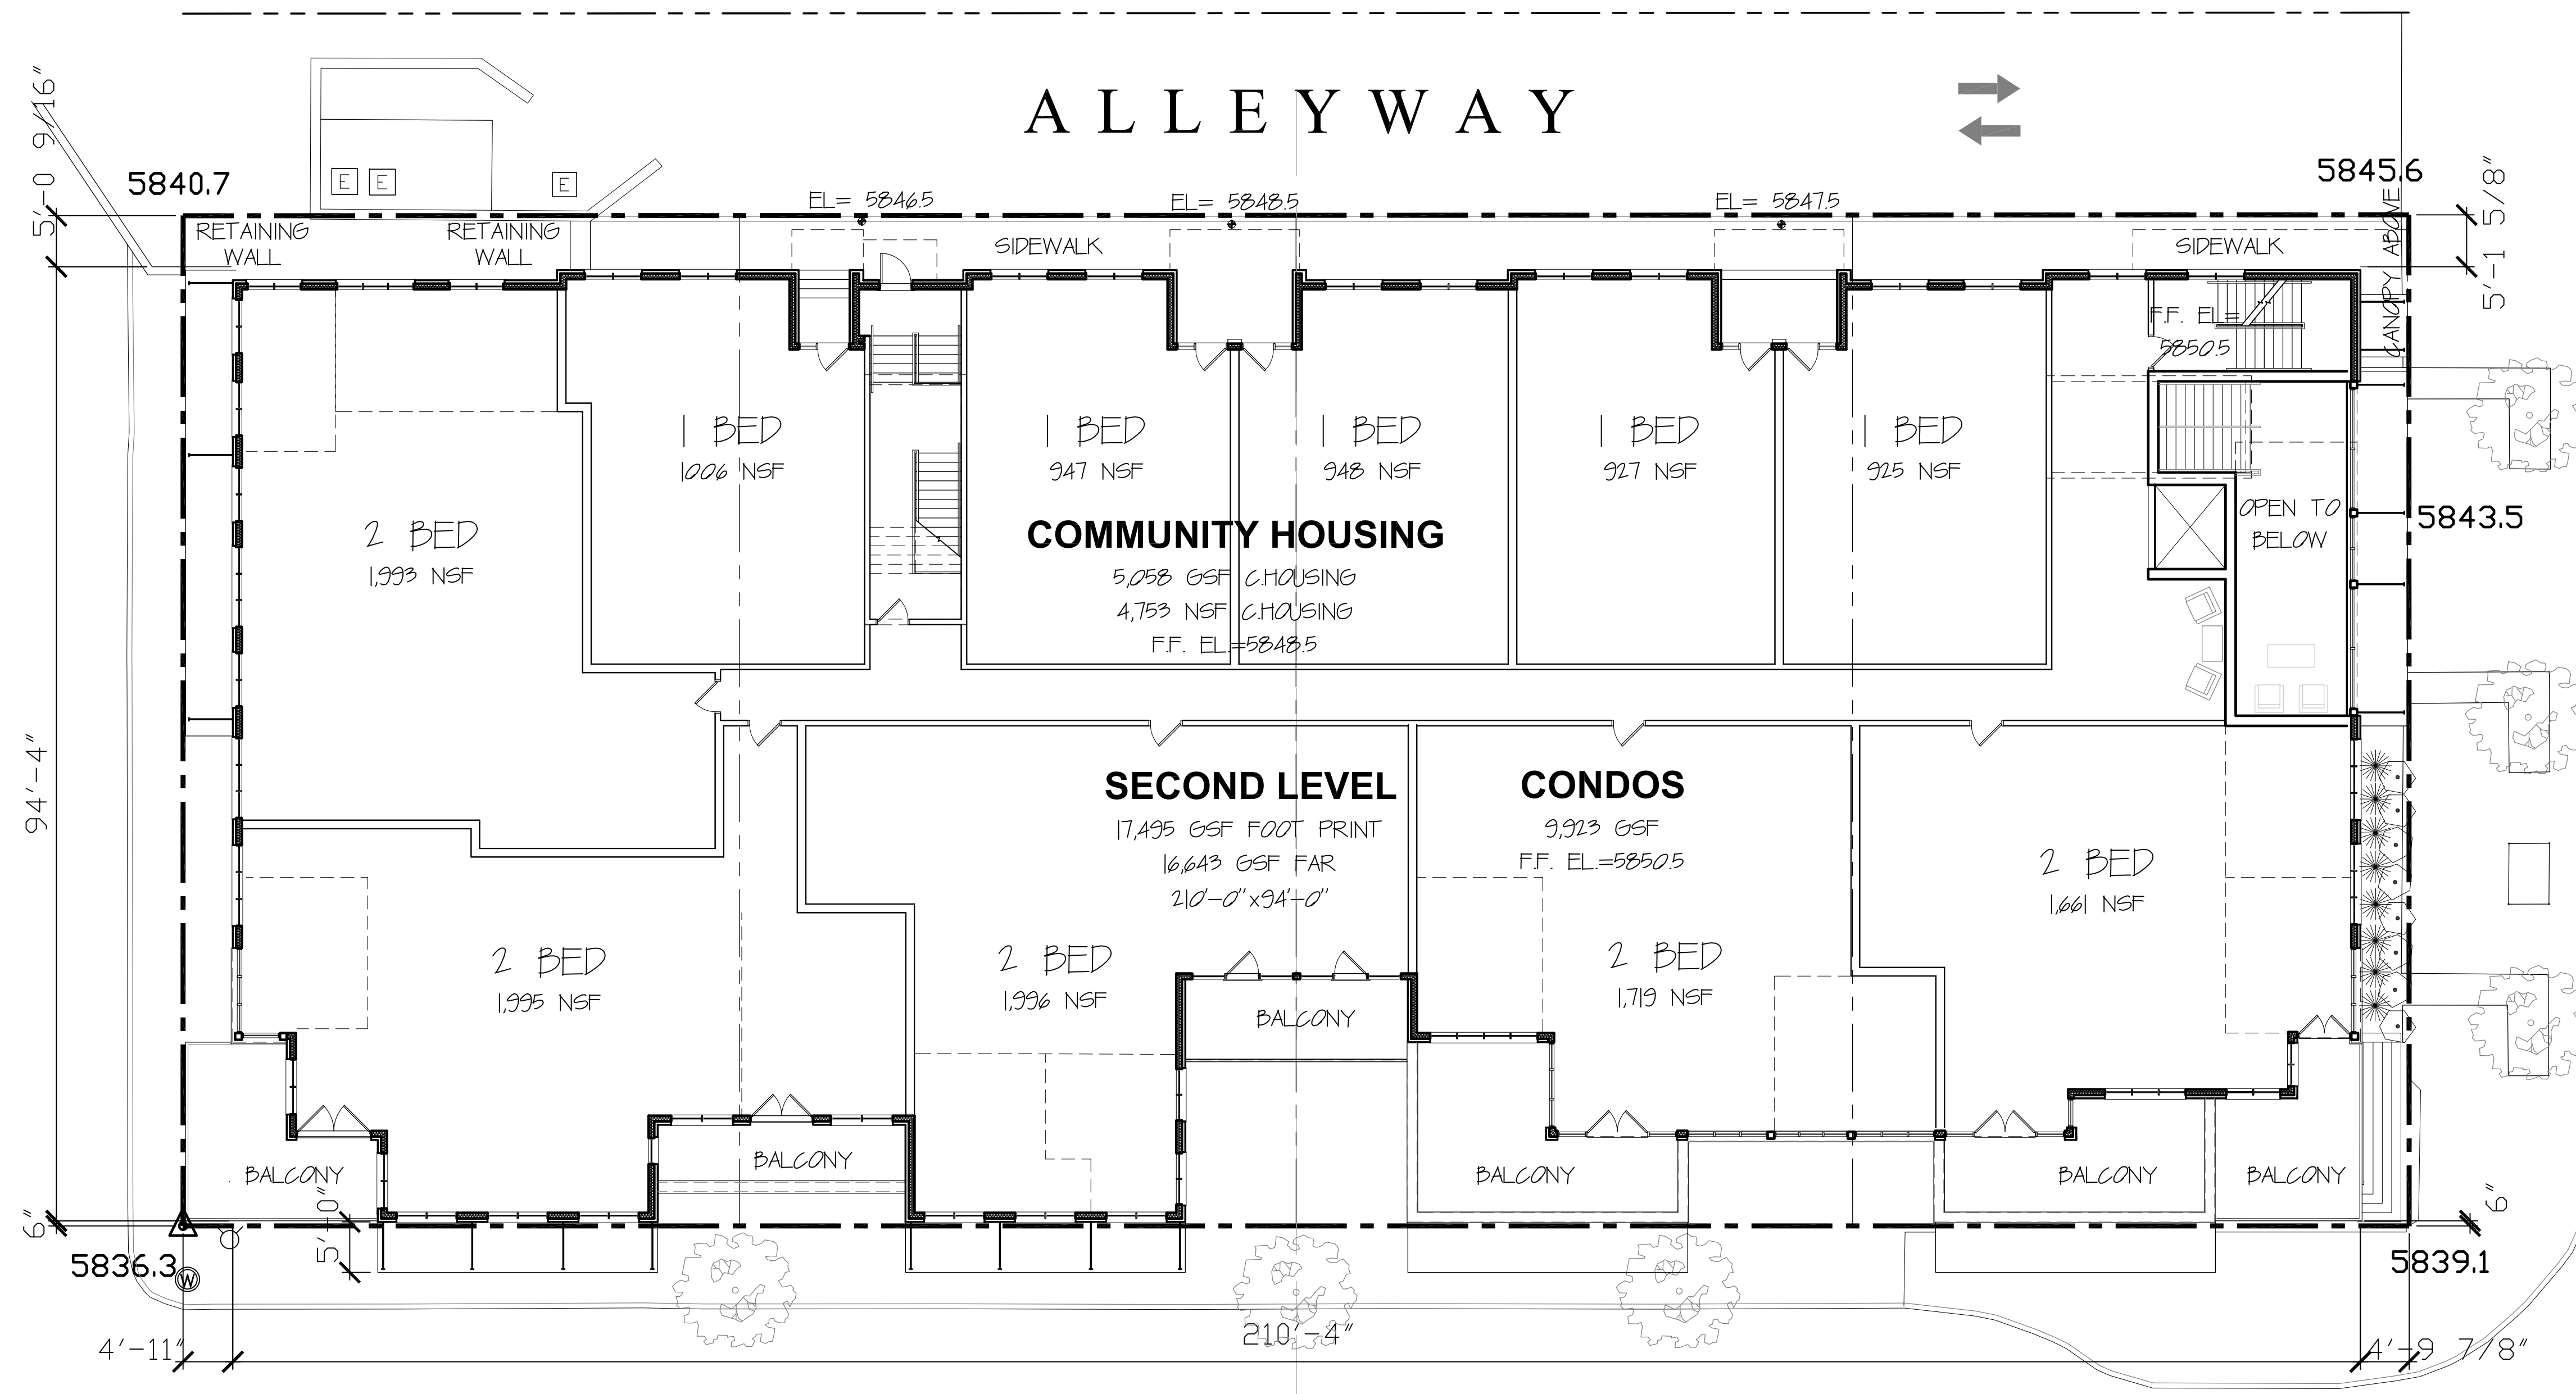 ALLEYWAY
5'-0 9/16"
5840.7
E
E
E
EL= 5846.5
EL= 5848.5
EL= 5847.5
5845.6
5'-1 5/8"
RETAINING
WALL
RETAINING
WALL
SIDEWALK
SIDEWALK
CANOPY ABOVE
F.F. EL=
5850.5
1 BED
1006 NSF
1 BED
947 NSF
1 BED
948 NSF
1 BED
927 NSF
1 BED
925 NSF
2 BED
1,993 NSF
COMMUNITY HOUSING
5,058 GSF C.HOUSING
4,753 NSF C.HOUSING
F.F. EL.=5848.5
OPEN TO
BELOW
5843.5
94'-4"
SECOND LEVEL
17,495 GSF FOOT PRINT
16,643 GSF FAR
210'-0"x94'-0"
CONDOS
9,923 GSF
F.F. EL.=5850.5
2 BED
1,661 NSF
2 BED
1,995 NSF
2 BED
1,996 NSF
2 BED
1,719 NSF
BALCONY
BALCONY
BALCONY
BALCONY
BALCONY
BALCONY
6"
5'-0"
6"
5836.3
W
5839.1
4'-11"
210'-4"
4'-9 7/8"